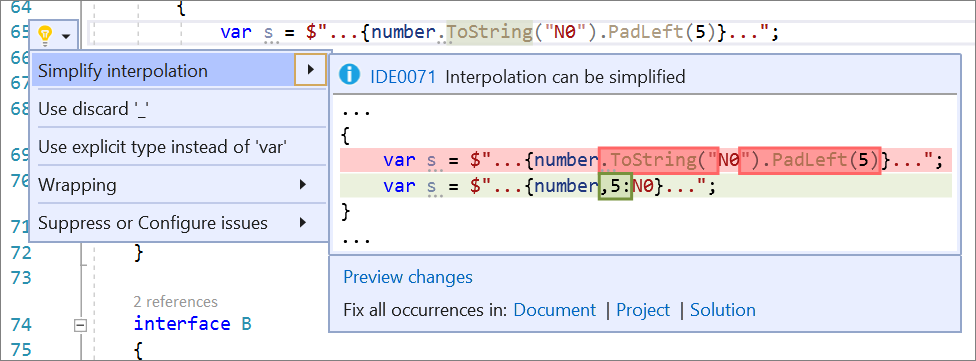 64 {
65 var s = $"...{number.ToString("N0").PadLeft(5)}...";
66
67
68
69
70
71
72 }
73
2 references
74 interface B
75 {
Simplify interpolation
Use discard '_'
Use explicit type instead of 'var'
Wrapping
Suppress or Configure issues
IDE0071 Interpolation can be simplified
...
{
var s = $"...{number.ToString("N0").PadLeft(5)}...";
var s = $"...{number,5:N0}...";
}
...
Preview changes
Fix all occurrences in: Document | Project | Solution